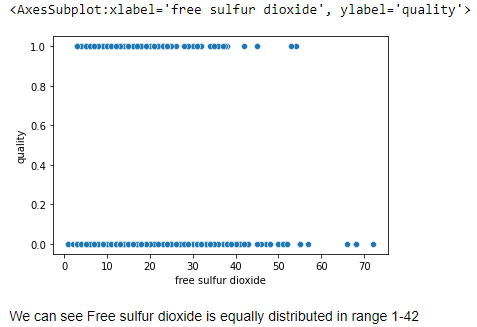 <AxesSubplot:xlabel='free sulfur dioxide', ylabel='quality'>
1.0
0.8
0.6
0.4
0.2
0.0
quality
0 10 20 30 40 50 60 70
free sulfur dioxide
We can see Free sulfur dioxide is equally distributed in range 1-42